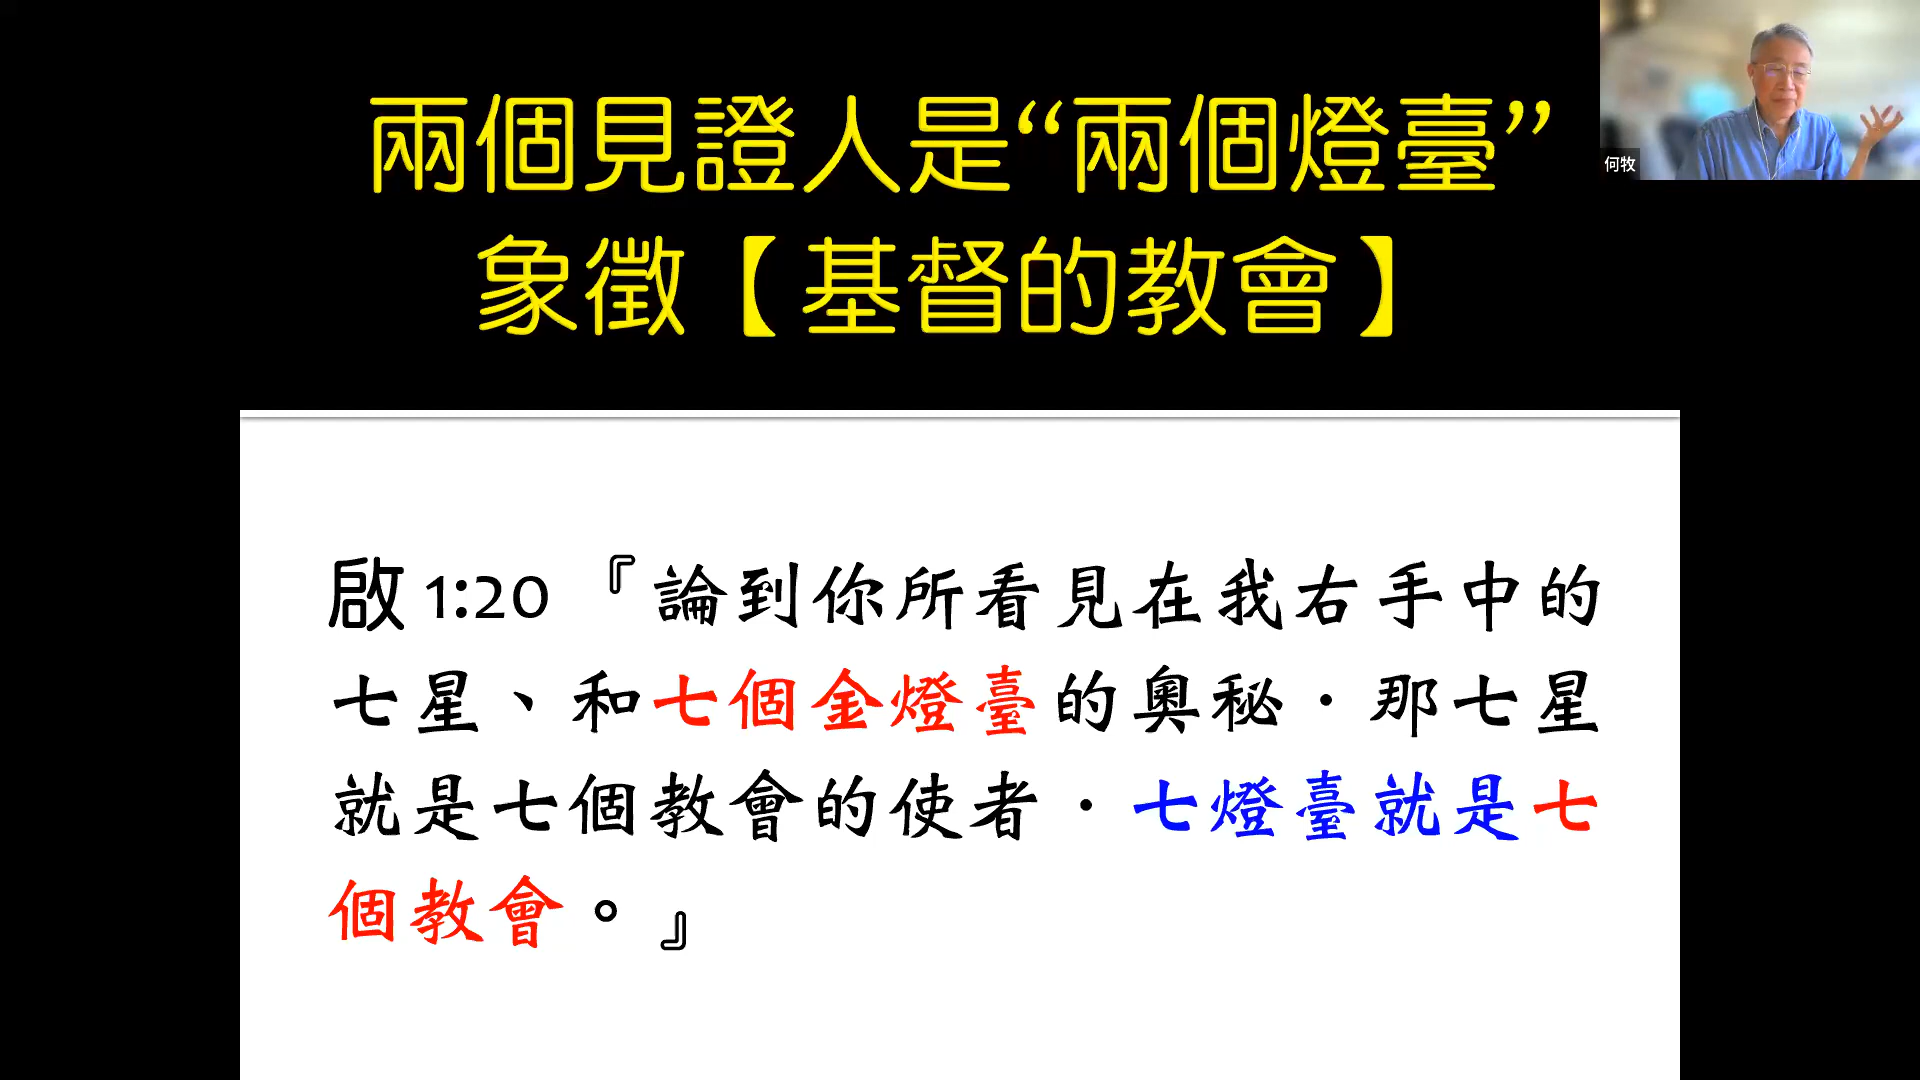 兩個見證人是“兩個燈臺”
象徵【基督的教會】
何牧
啟 1:20 『論到你所看見在我右手中的
七星、和七個金燈臺的奧秘．那七星
就是七個教會的使者．七燈臺就是七
個教會。』